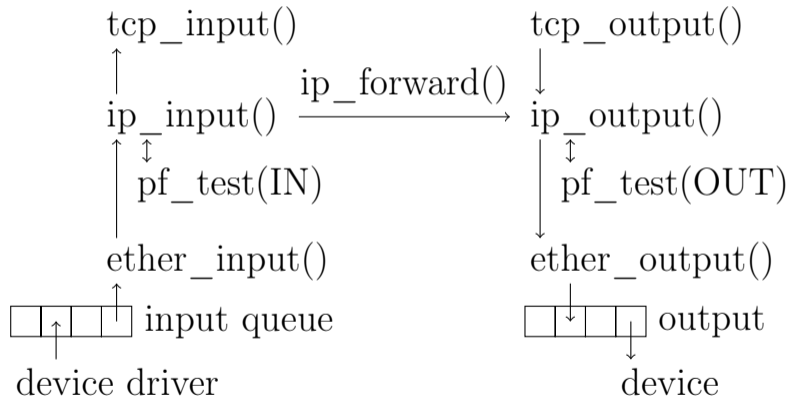 tcp_input()
tcp_output()
ip_forward()
ip_input()
ip_output()
pf_test(IN)
pf_test(OUT)
ether_input()
ether_output()
input queue
output
device driver
device